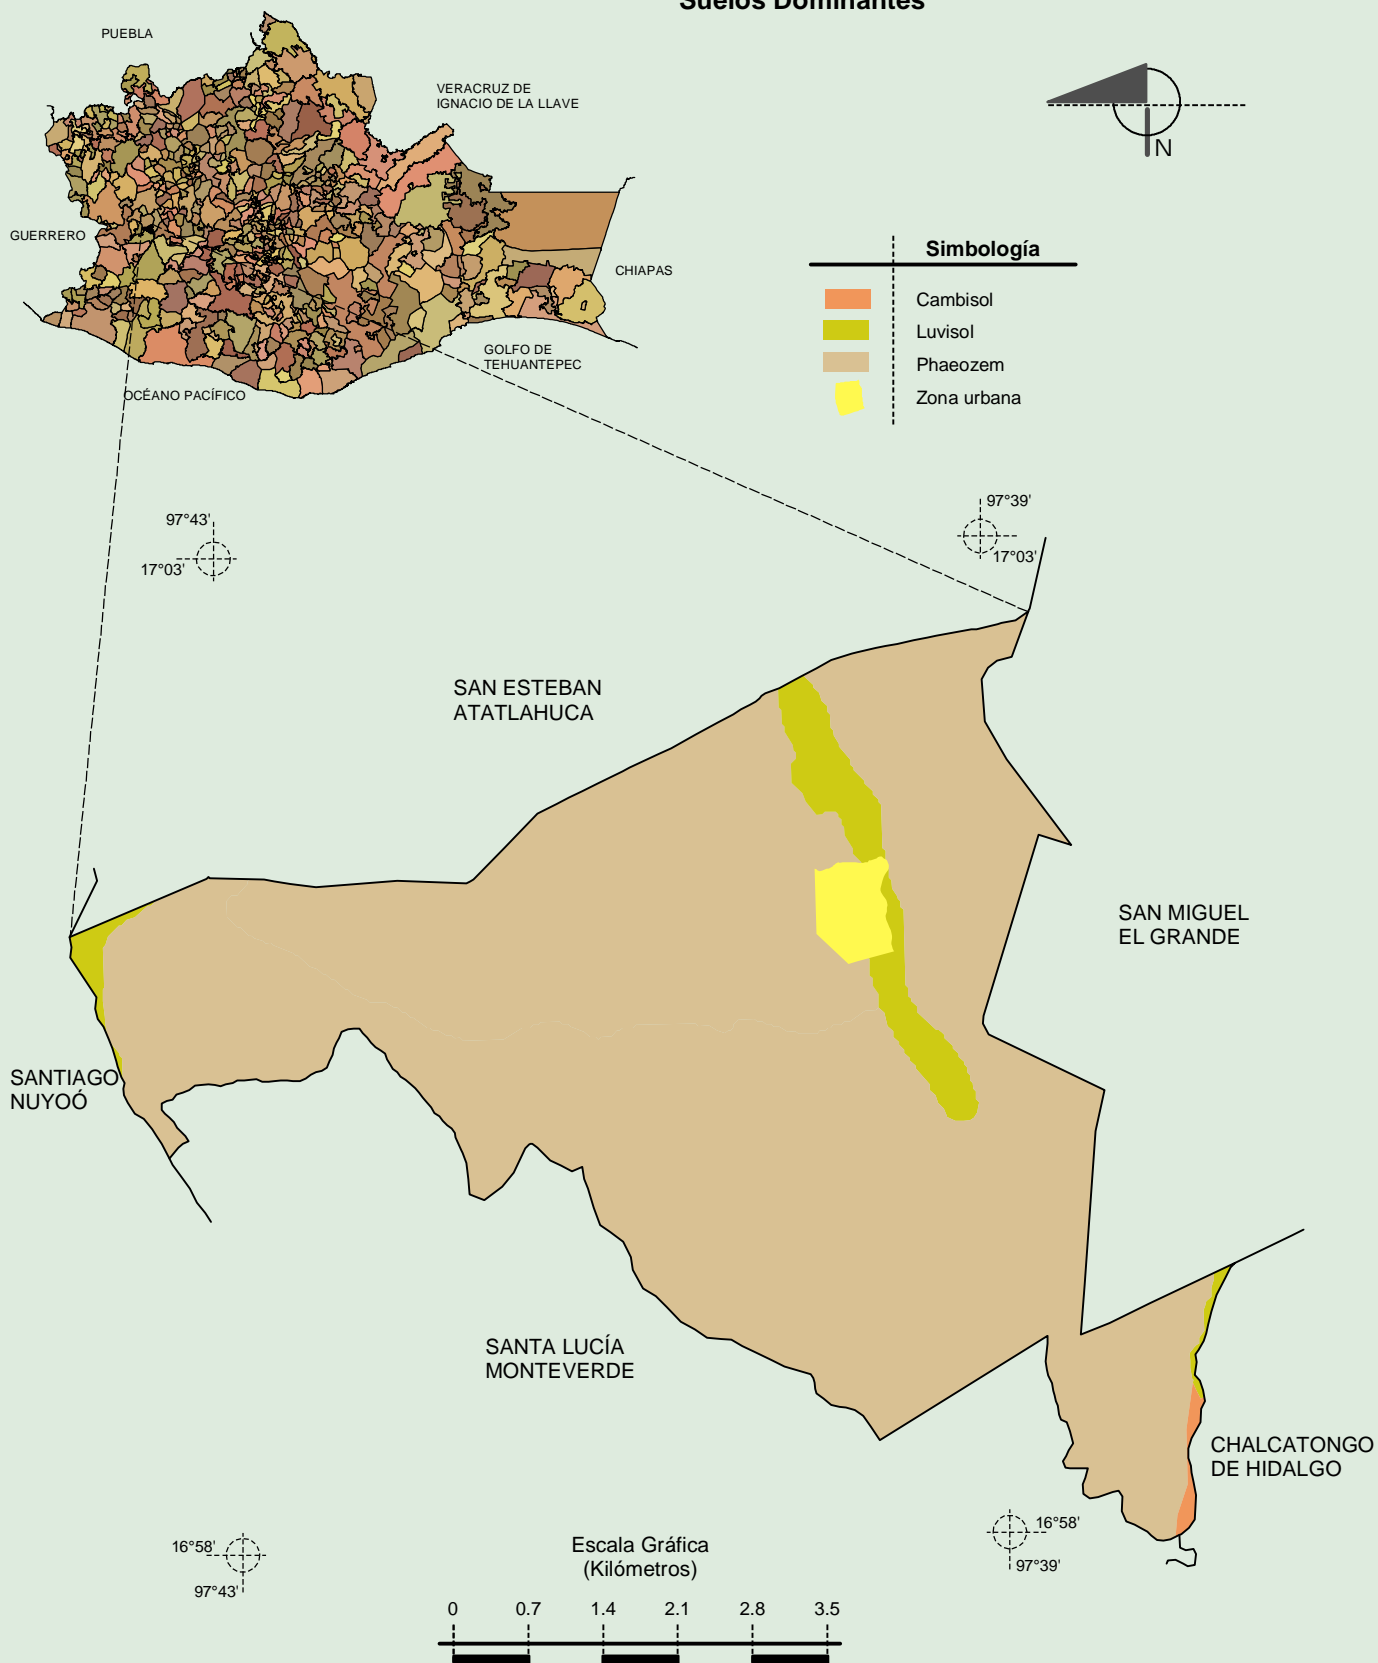 Suelos Dominantes
PUEBLA
VERACRUZ DE
IGNACIO DE LA LLAVE
N
GUERRERO
CHIAPAS
GOLFO DE
TEHUANTEPEC
OCÉANO PACÍFICO
Simbología
Cambisol
Luvisol
Phaeozem
Zona urbana
97°43'
17°03'
97°39'
17°03'
SAN ESTEBAN
ATATLAHUCA
SAN MIGUEL
EL GRANDE
SANTIAGO
NUYOÓ
SANTA LUCÍA
MONTEVERDE
CHALCATONGO
DE HIDALGO
16°58'
97°43'
16°58'
97°39'
Escala Gráfica
(Kilómetros)
0 0.7 1.4 2.1 2.8 3.5